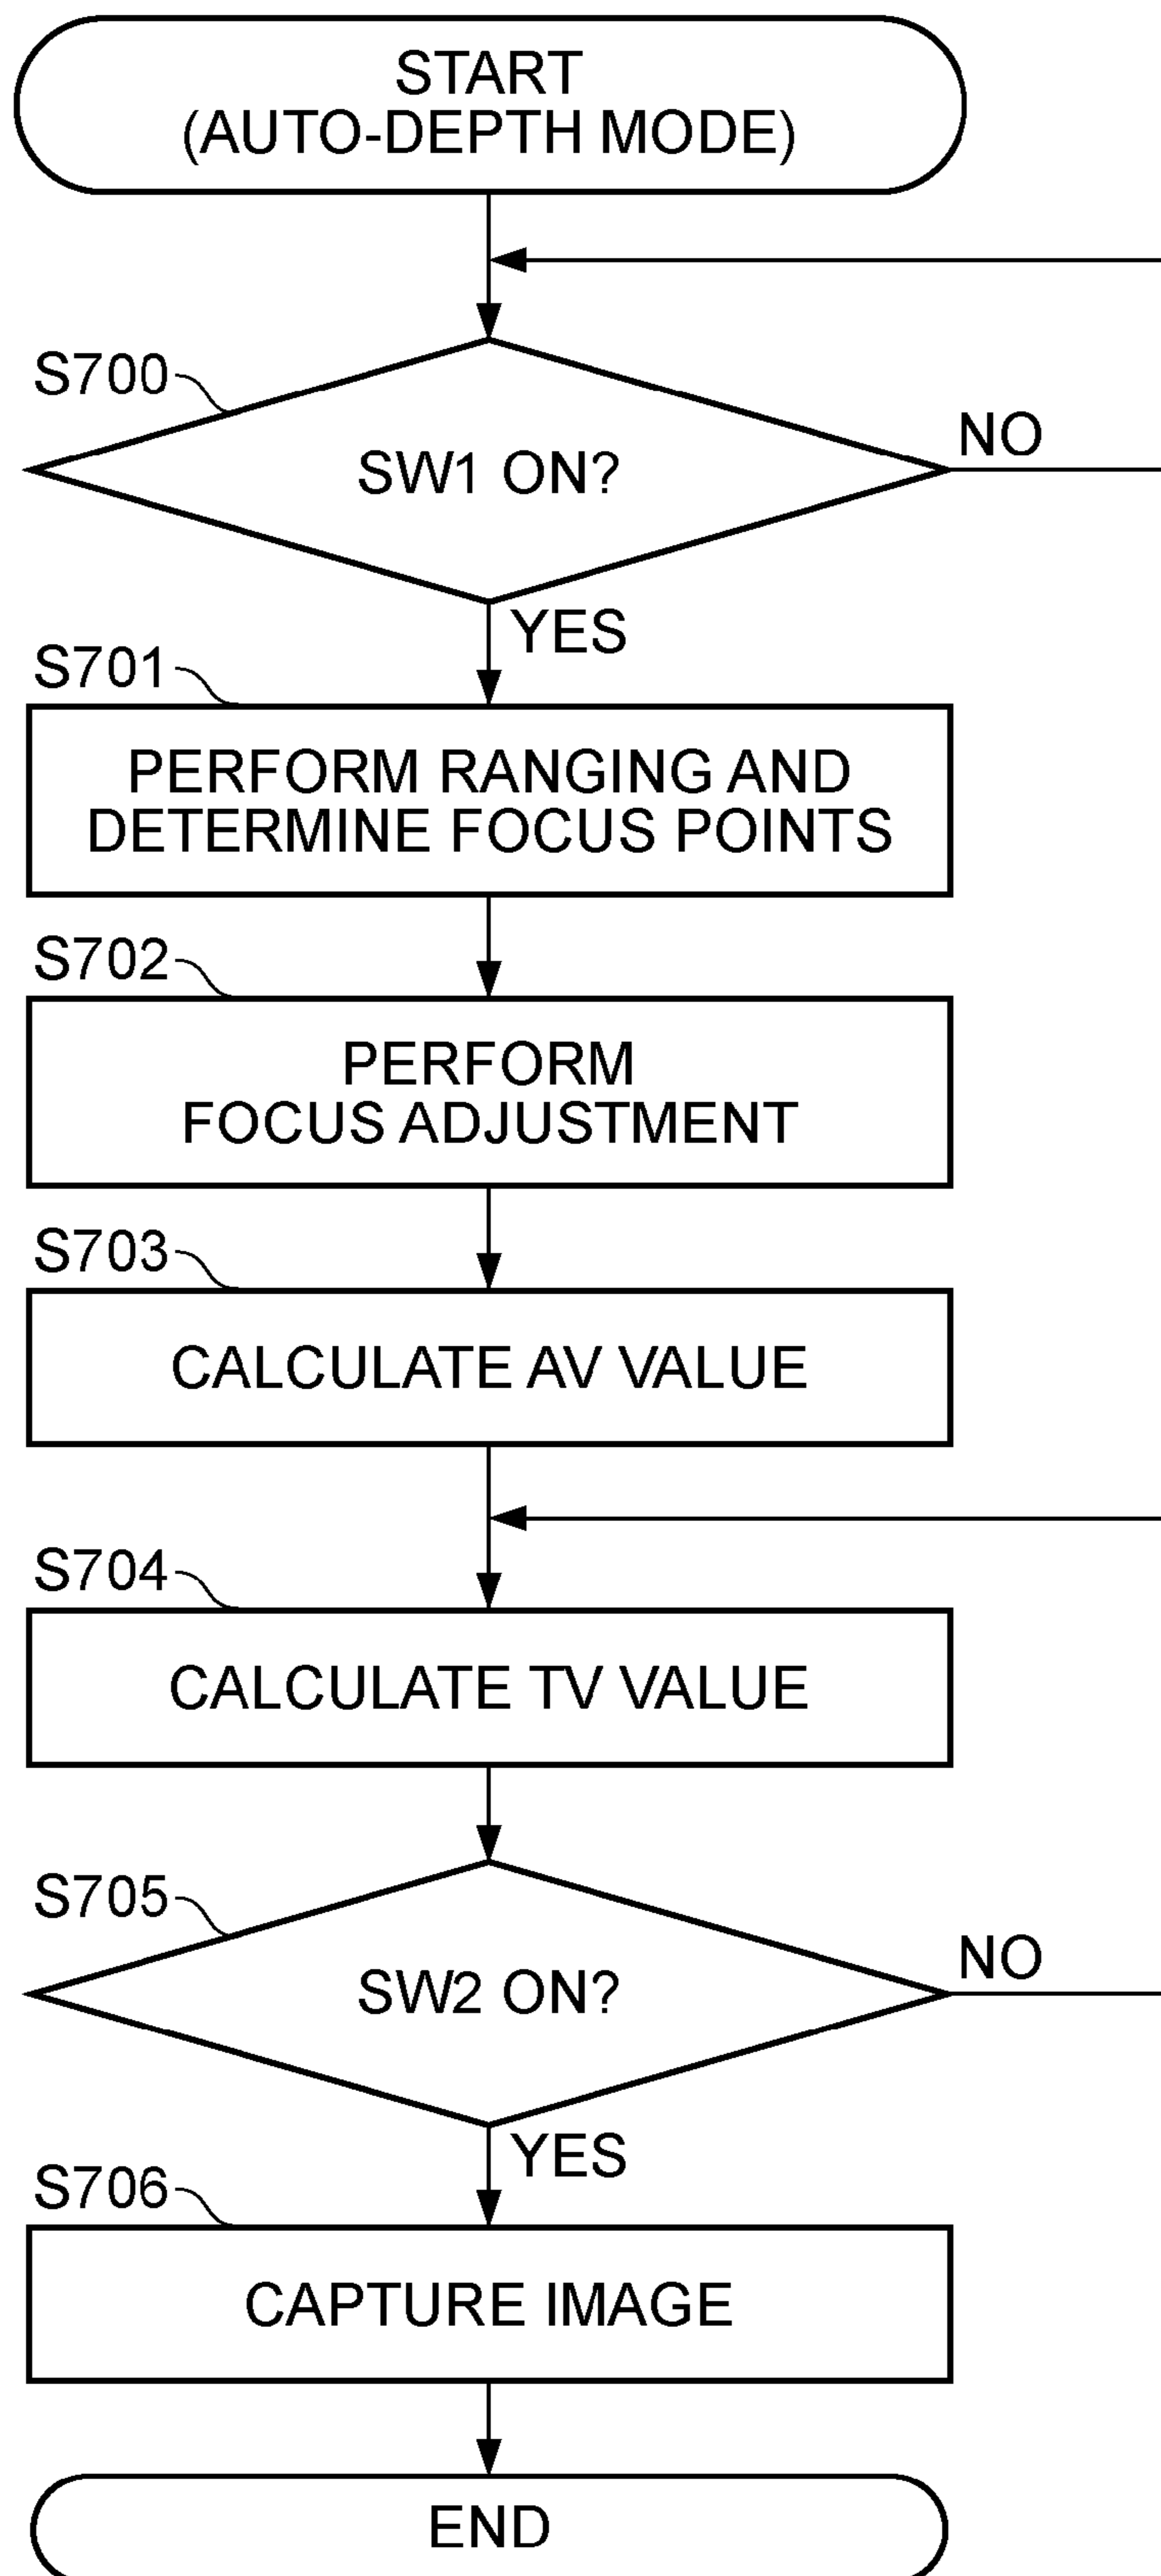 START
(AUTO-DEPTH MODE)
S700
SW1 ON?
NO
YES
S701
PERFORM RANGING AND
DETERMINE FOCUS POINTS
S702
PERFORM
FOCUS ADJUSTMENT
S703
CALCULATE AV VALUE
S704
CALCULATE TV VALUE
S705
SW2 ON?
NO
YES
S706
CAPTURE IMAGE
END